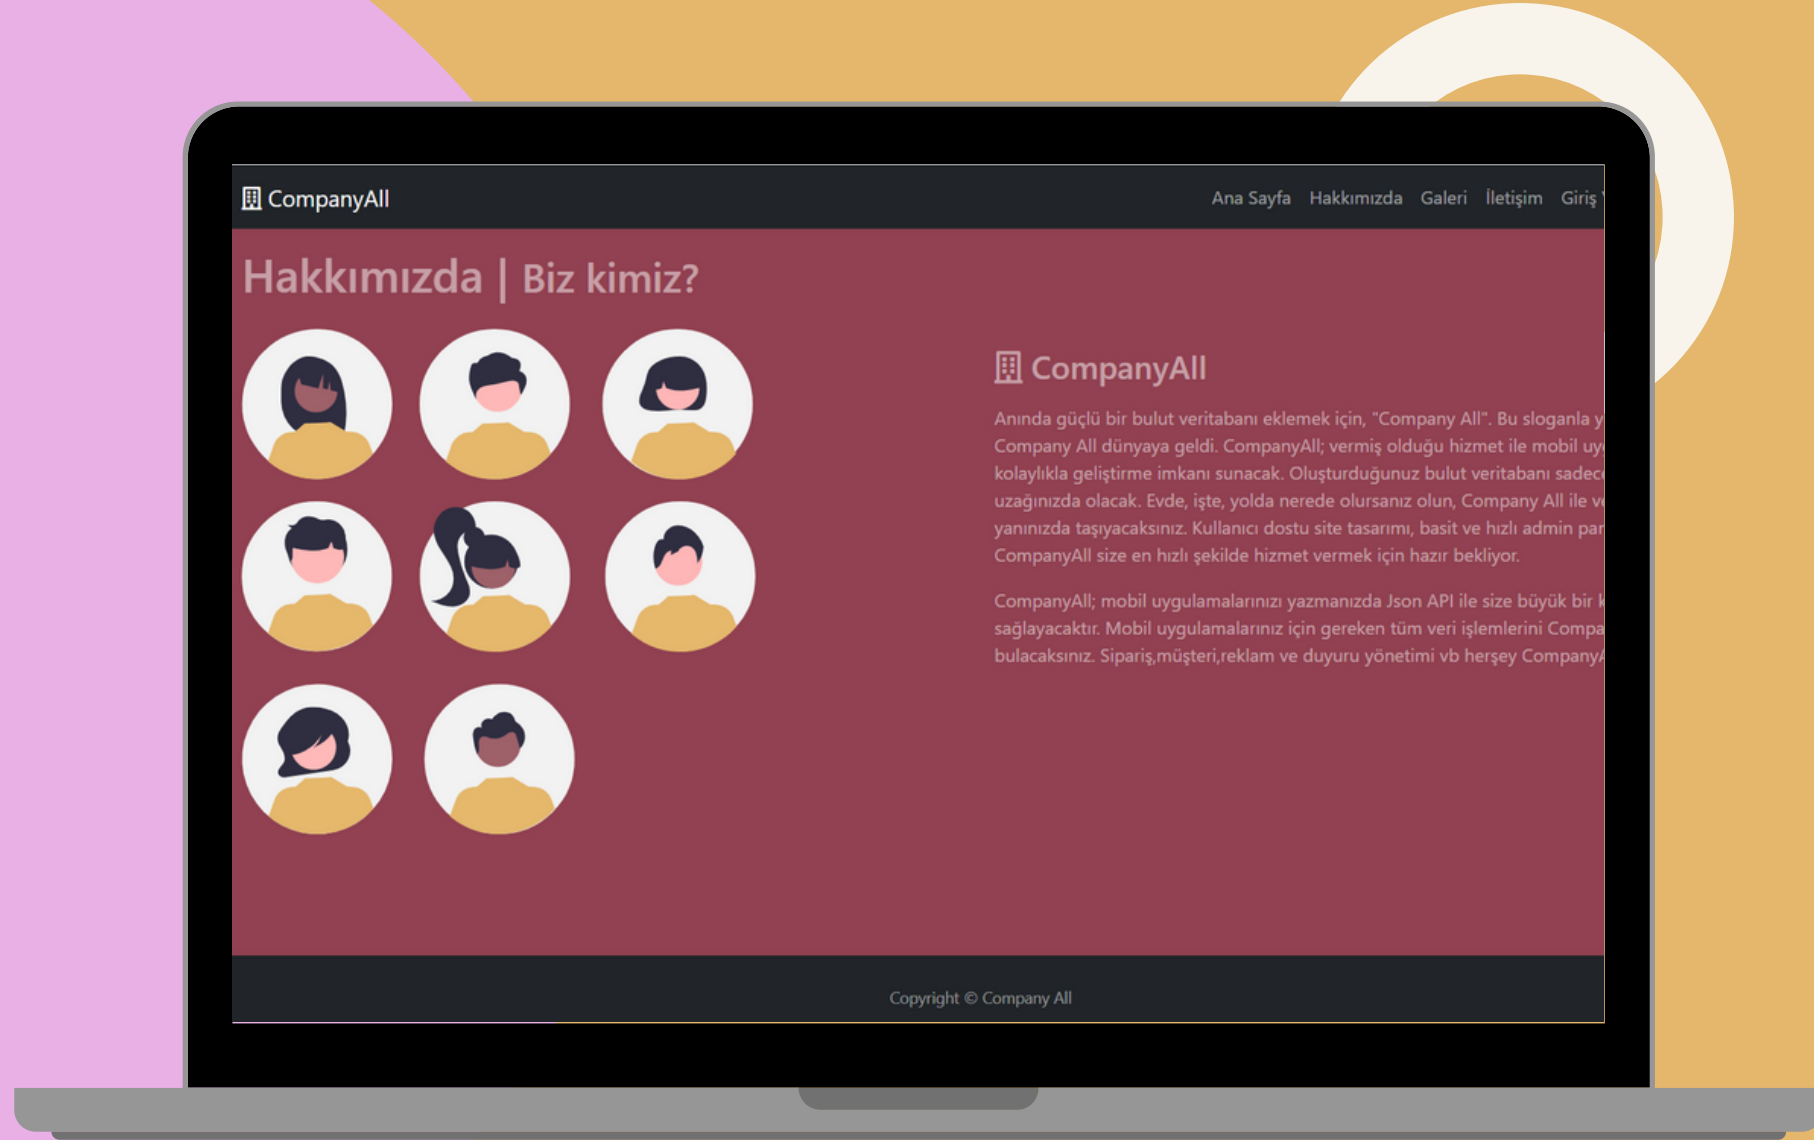 CompanyAll
Ana Sayfa Hakkımızda Galeri İletişim Giriş
Hakkımızda | Biz kimiz?
CompanyAll
Anında güçlü bir bulut veritabanı eklemek için, "Company All". Bu sloganla
Company All dünyaya geldi. CompanyAll; vermiş olduğu hizmet ile mobil
kolaylıkla geliştirme imkanı sunacak. Oluşturduğunuz bulut veritabanı
uzağınızda olacak. Evde, işte, yolda nerede olursanız olun, Company All ile
yanınızda taşıyacaksınız. Kullanıcı dostu site tasarımı, basit ve hızlı admin
CompanyAll size en hızlı şekilde hizmet vermek için hazır bekliyor.
CompanyAll; mobil uygulamalarınızı yazmanızda Json API ile size büyük bir
sağlayacaktır. Mobil uygulamalarınız için gereken tüm veri işlemlerini
bulacaksınız. Sipariş,müşteri,reklam ve duyuru yönetimi vb herşey
Copyright © Company All